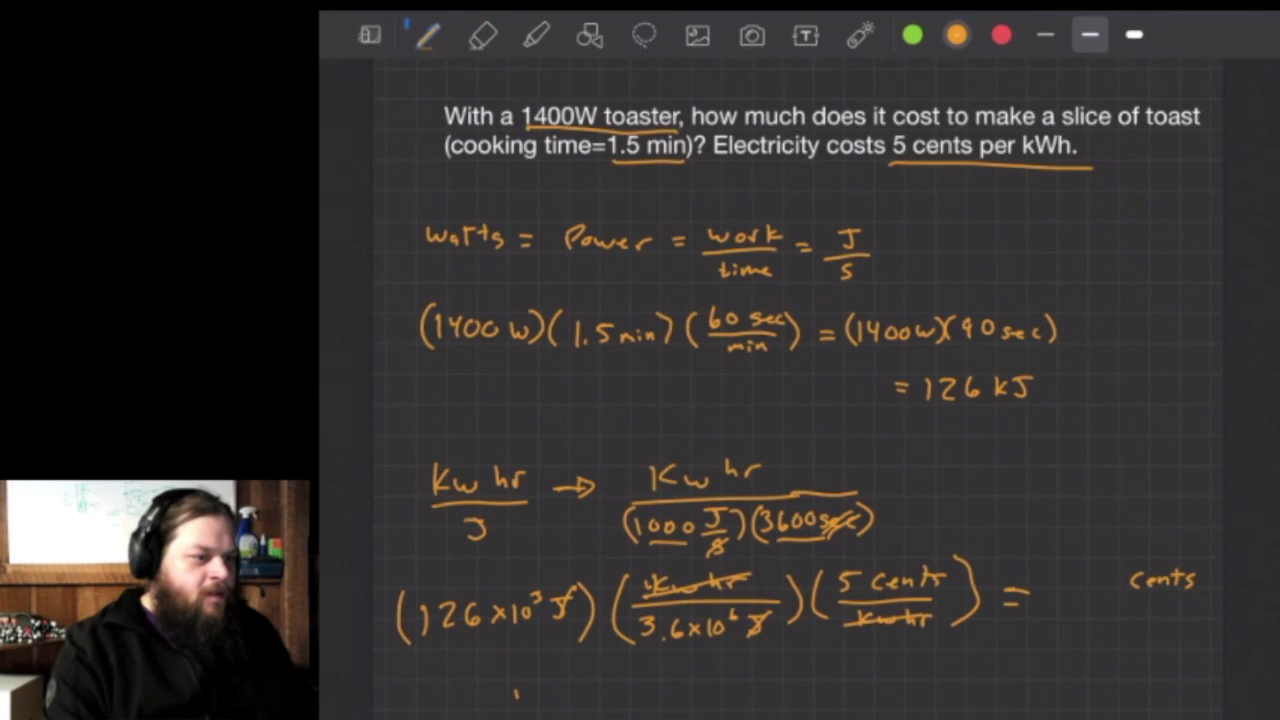 With a 1400W toaster, how much does it cost to make a slice of toast
(cooking time=1.5 min)? Electricity costs 5 cents per kWh.
watts = Power = work/time = J/s
(1400 W)(1.5 min)(60 sec/min) = (1400W)(90 sec)
= 126 kJ
Kw hr/J → Kw hr/(1000 J/s)(3600 sec)
(126 x 10³ J)(Kw hr/3.6 x 10⁶ J)(5 cents/Kw hr) = cents